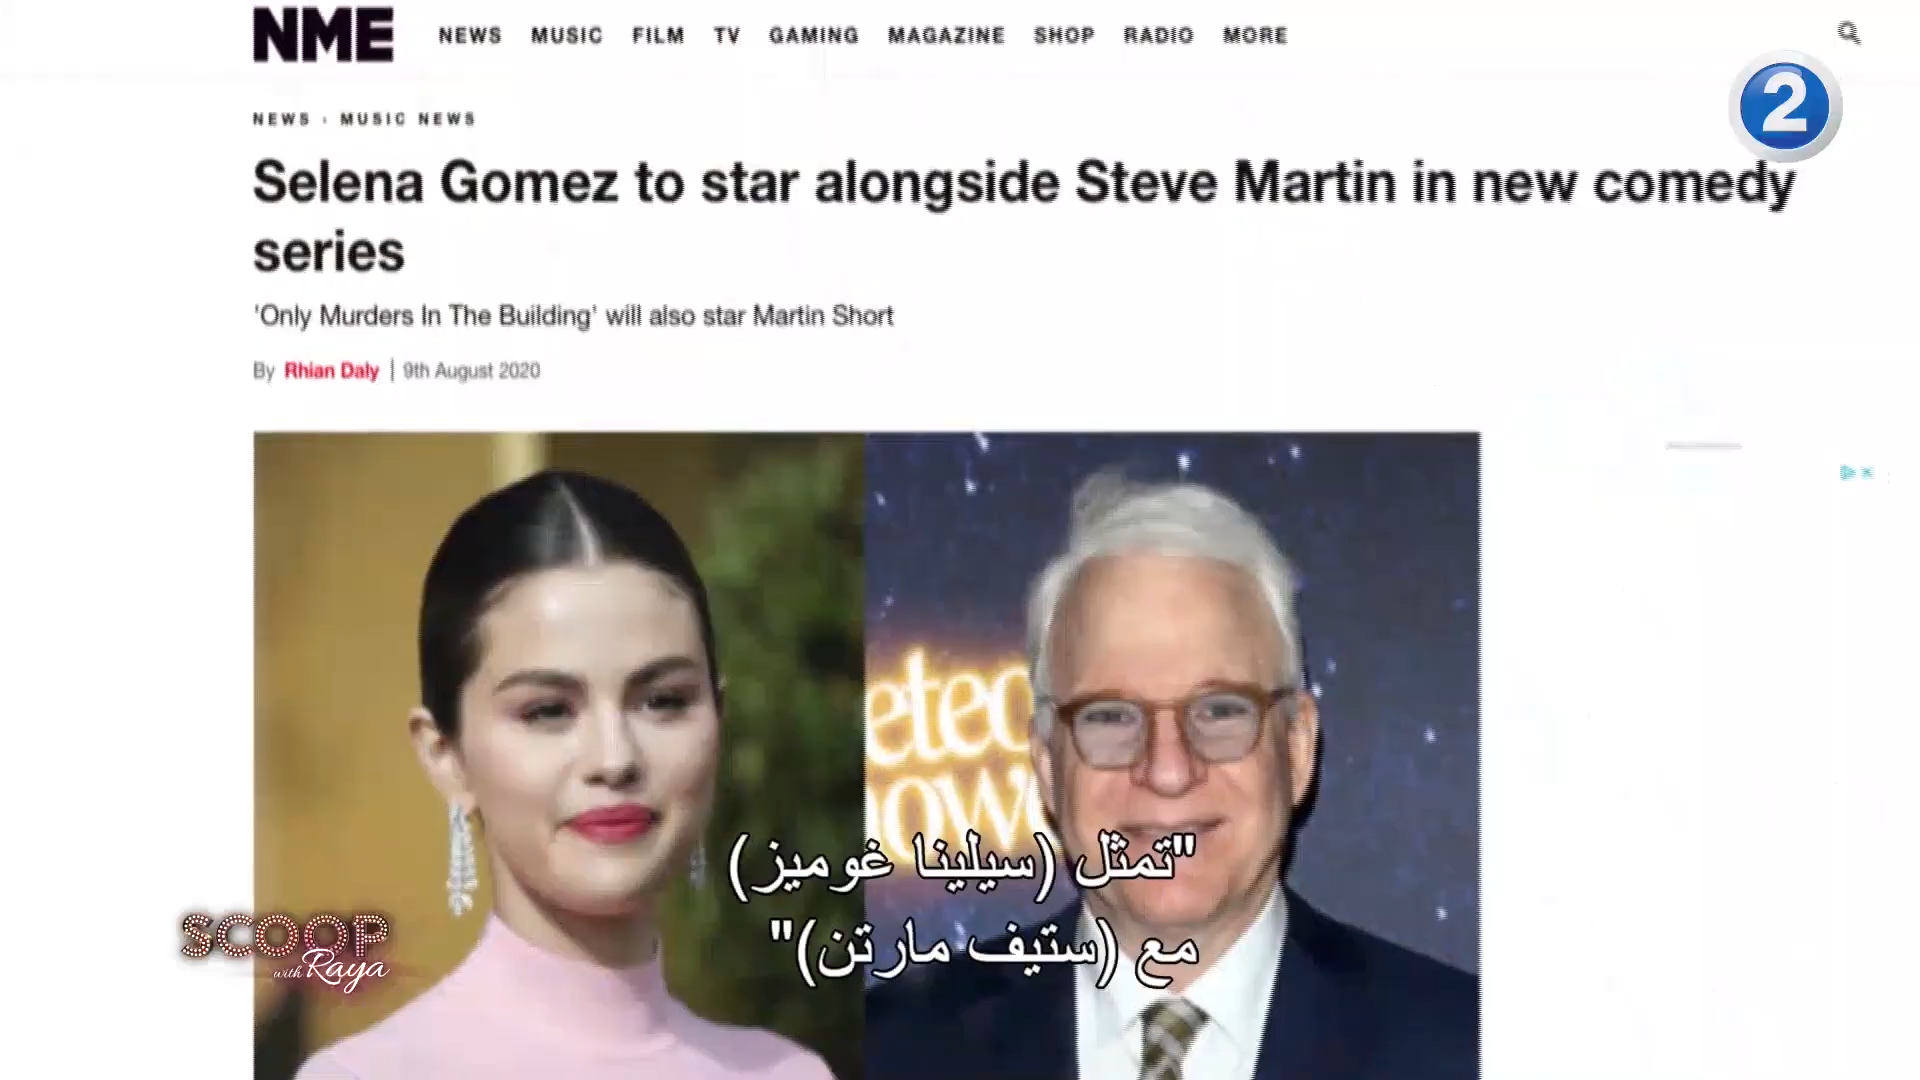 NME NEWS MUSIC FILM TV GAMING MAGAZINE SHOP RADIO MORE
2
NEWS › MUSIC NEWS
Selena Gomez to star alongside Steve Martin in new comedy
series
'Only Murders In The Building' will also star Martin Short
By Rhian Daly | 9th August 2020
"تمثل (سيلينا غوميز)
مع (ستيف مارتن)"
SCOOP
with Raya